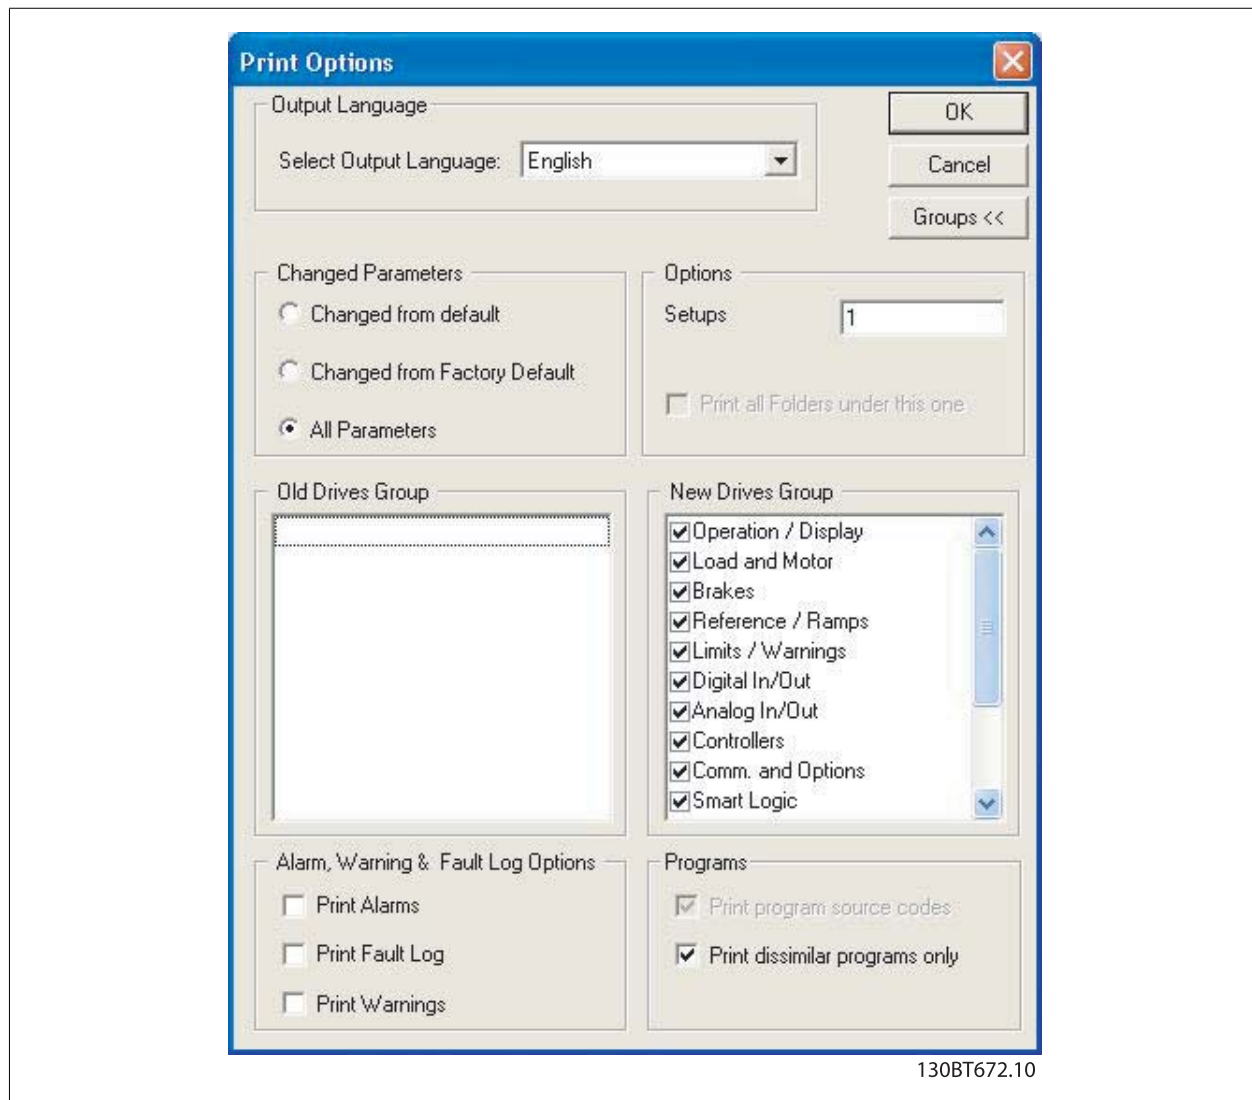 Print Options
Output Language
Select Output Language: English
OK
Cancel
Groups <<
Changed Parameters
Changed from default
Changed from Factory Default
All Parameters
Options
Setups 1
Print all Folders under this one
Old Drives Group
New Drives Group
Operation / Display
Load and Motor
Brakes
Reference / Ramps
Limits / Warnings
Digital In/Out
Analog In/Out
Controllers
Comm. and Options
Smart Logic
Alarm, Warning & Fault Log Options
Print Alarms
Print Fault Log
Print Warnings
Programs
Print program source codes
Print dissimilar programs only
130BT672.10